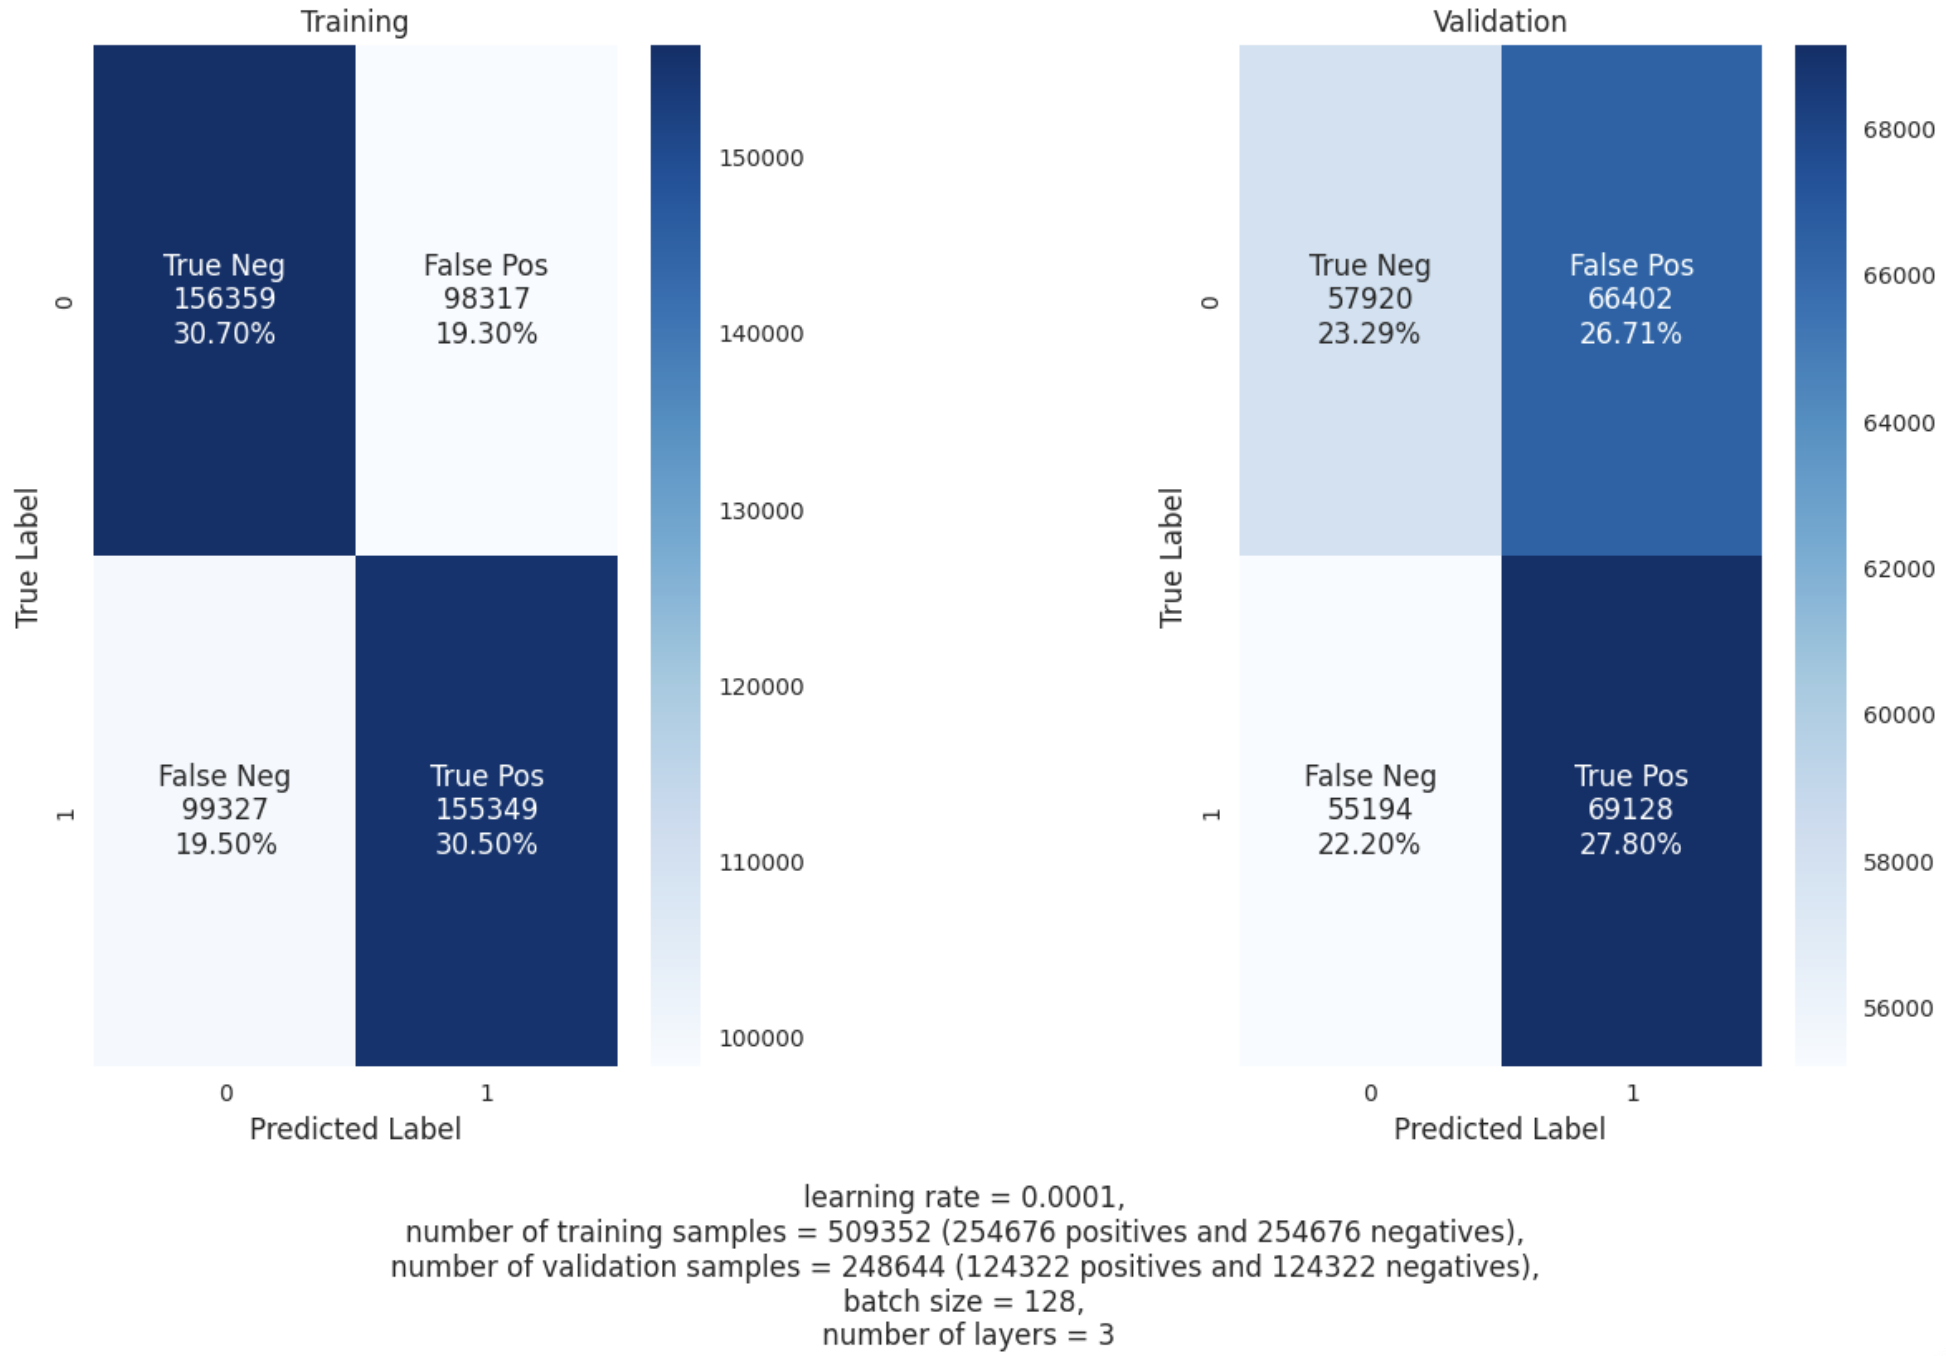 Training
True Neg
156359
30.70%
False Pos
98317
19.30%
False Neg
99327
19.50%
True Pos
155349
30.50%
0
1
True Label
0
1
Predicted Label
150000
140000
130000
120000
110000
100000
Validation
True Neg
57920
23.29%
False Pos
66402
26.71%
False Neg
55194
22.20%
True Pos
69128
27.80%
0
1
True Label
0
1
Predicted Label
68000
66000
64000
62000
60000
58000
56000
learning rate = 0.0001,
number of training samples = 509352 (254676 positives and 254676 negatives),
number of validation samples = 248644 (124322 positives and 124322 negatives),
batch size = 128,
number of layers = 3